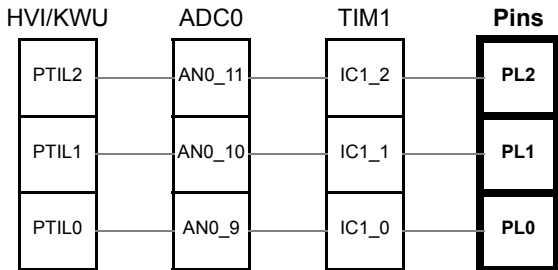 HVI/KWU ADC0 TIM1 Pins
PTIL2 AN0_11 IC1_2 PL2
PTIL1 AN0_10 IC1_1 PL1
PTIL0 AN0_9 IC1_0 PL0